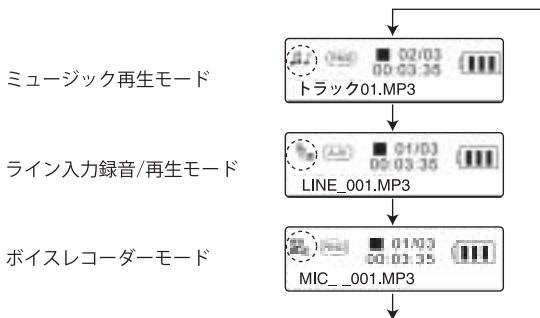 ミュージック再生モード
02/03
00:03:35
トラック01.MP3
ライン入力録音/再生モード
01/03
00:03:35
LINE_001.MP3
ボイスレコーダーモード
01/03
00:03:35
MIC_ _001.MP3